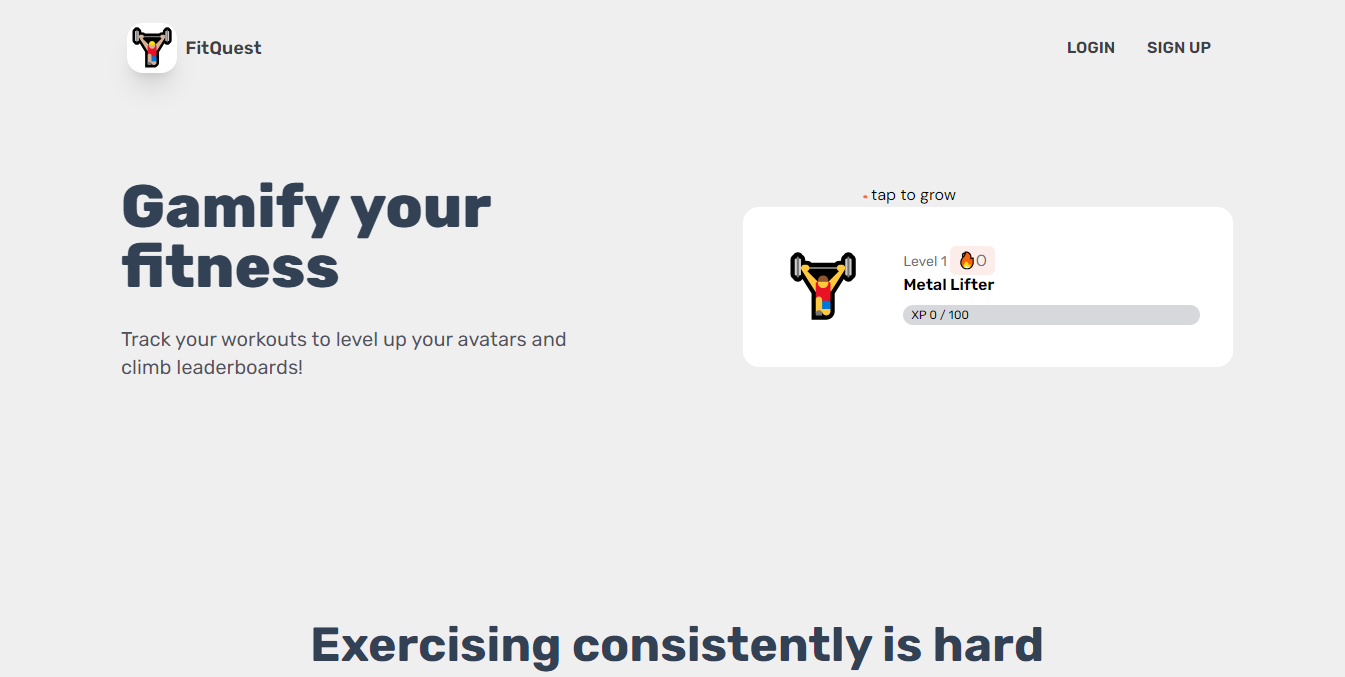 FitQuest
LOGIN SIGN UP
Gamify your
fitness
Track your workouts to level up your avatars and
climb leaderboards!
tap to grow
Level 1 🔥0
Metal Lifter
XP 0 / 100
Exercising consistently is hard